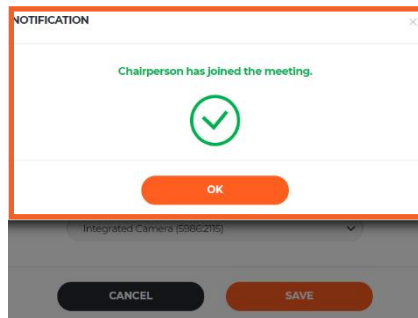 NOTIFICATION
×
Chairperson has joined the meeting.
OK
Integrated Camera (5986:2115)
CANCEL SAVE